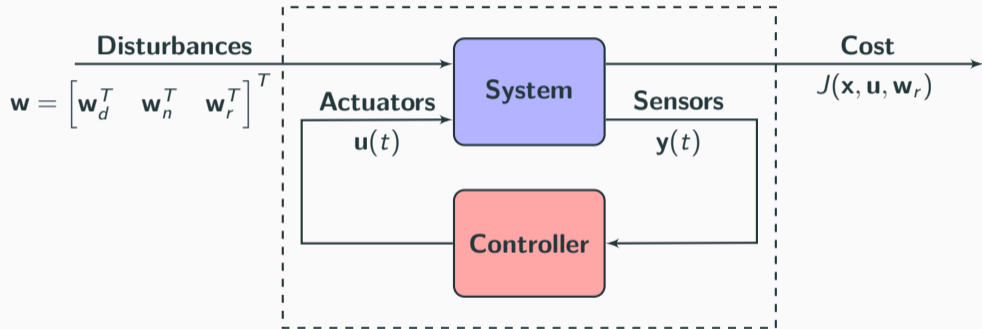 Disturbances
w = [w_d^T w_n^T w_r^T]^T
Actuators
u(t)
System
Sensors
y(t)
Cost
J(x, u, w_r)
Controller